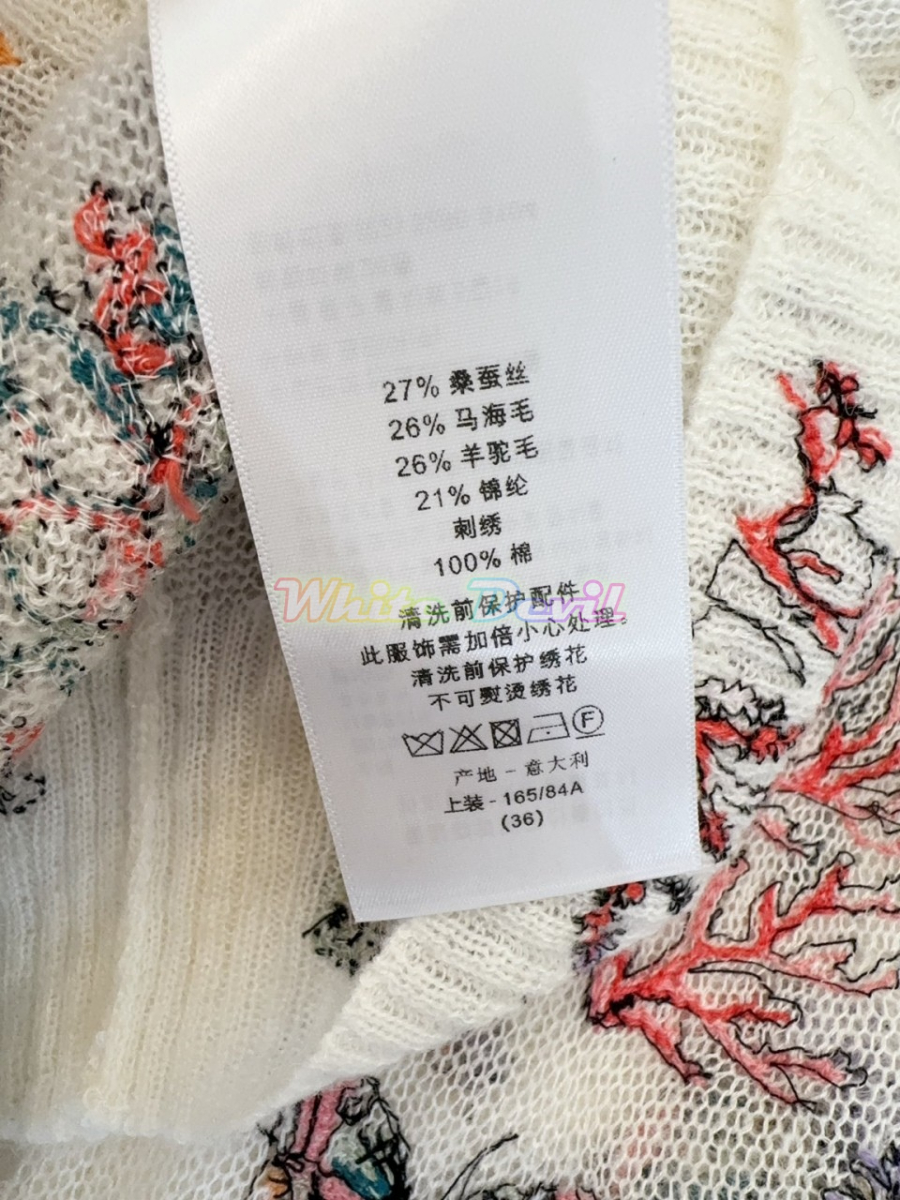 27% 桑蚕丝
26% 马海毛
26% 羊驼毛
21% 锦纶
刺绣
100% 棉
White Devil
清洗前保护配件
此服饰需加倍小心处理。
清洗前保护绣花
不可熨烫绣花
F
产地 - 意大利
上装 - 165/84A
(36)